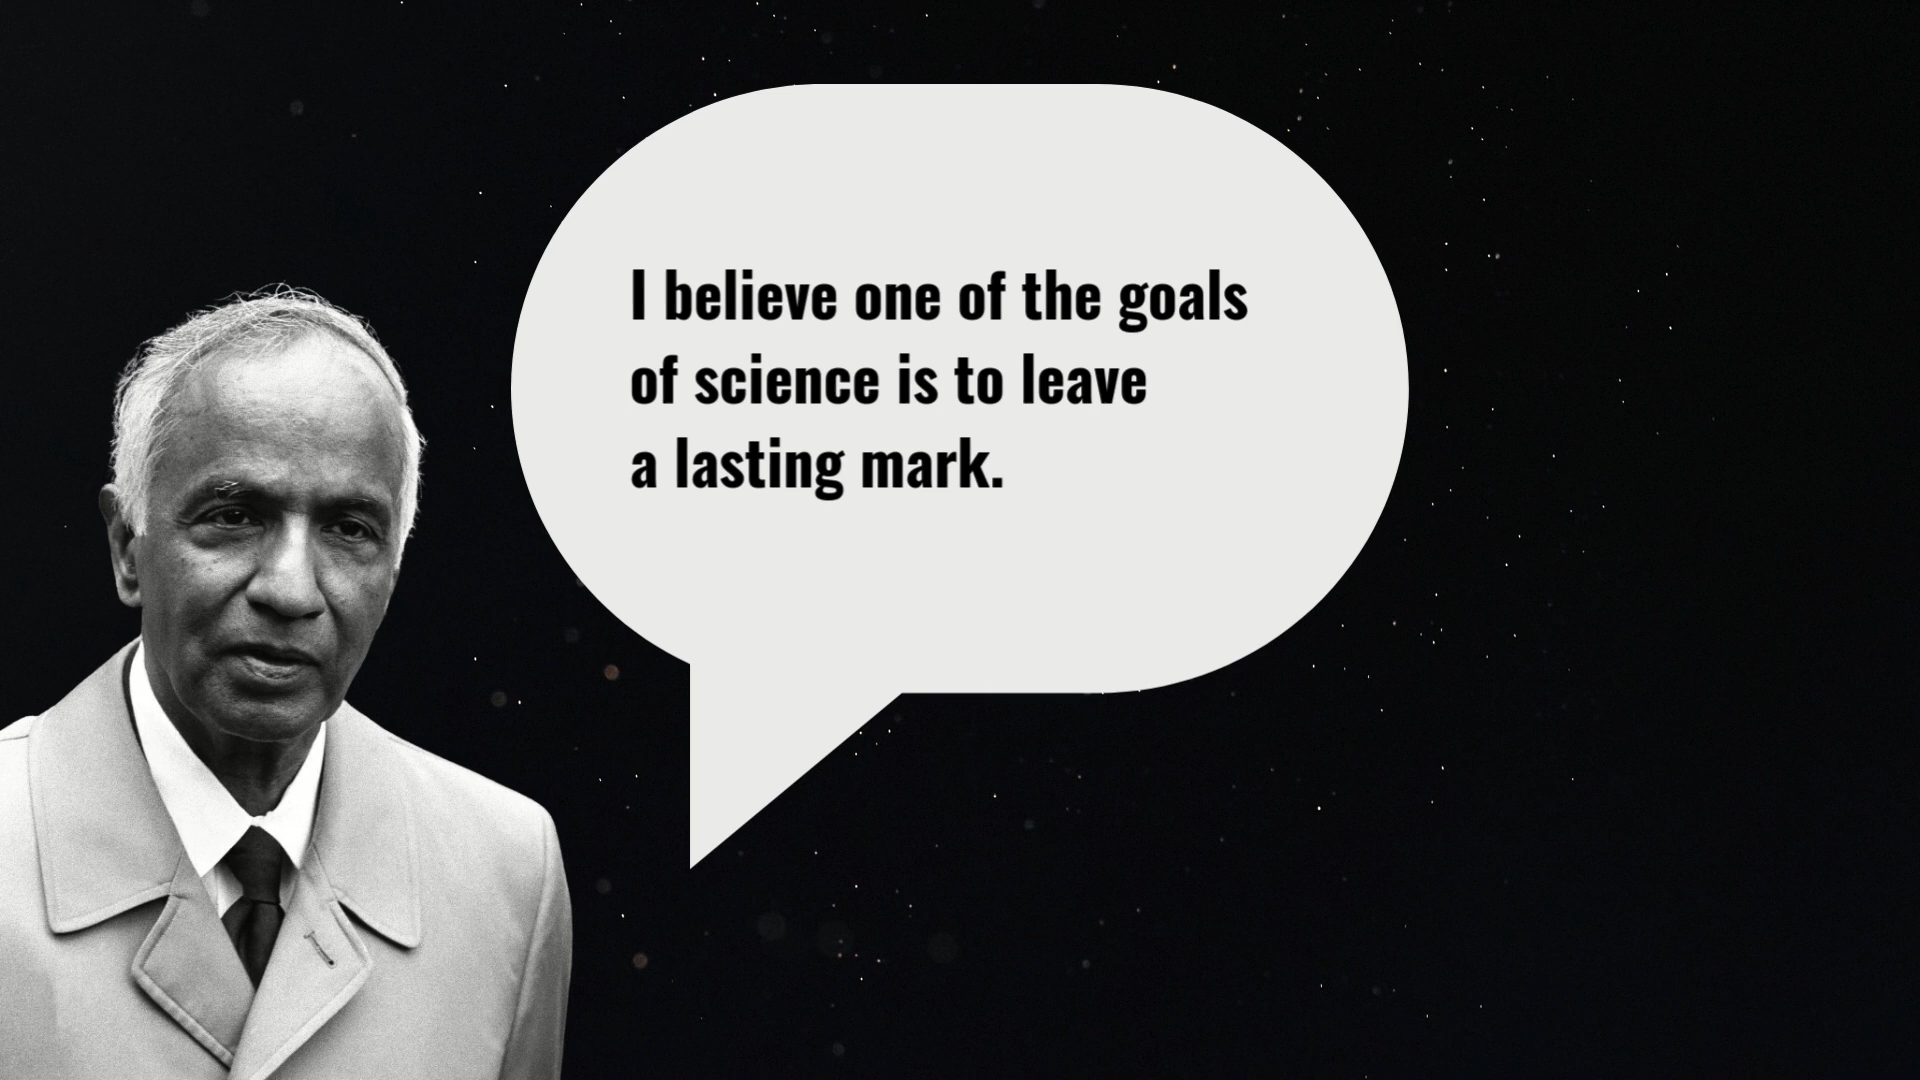 I believe one of the goals
of science is to leave
a lasting mark.